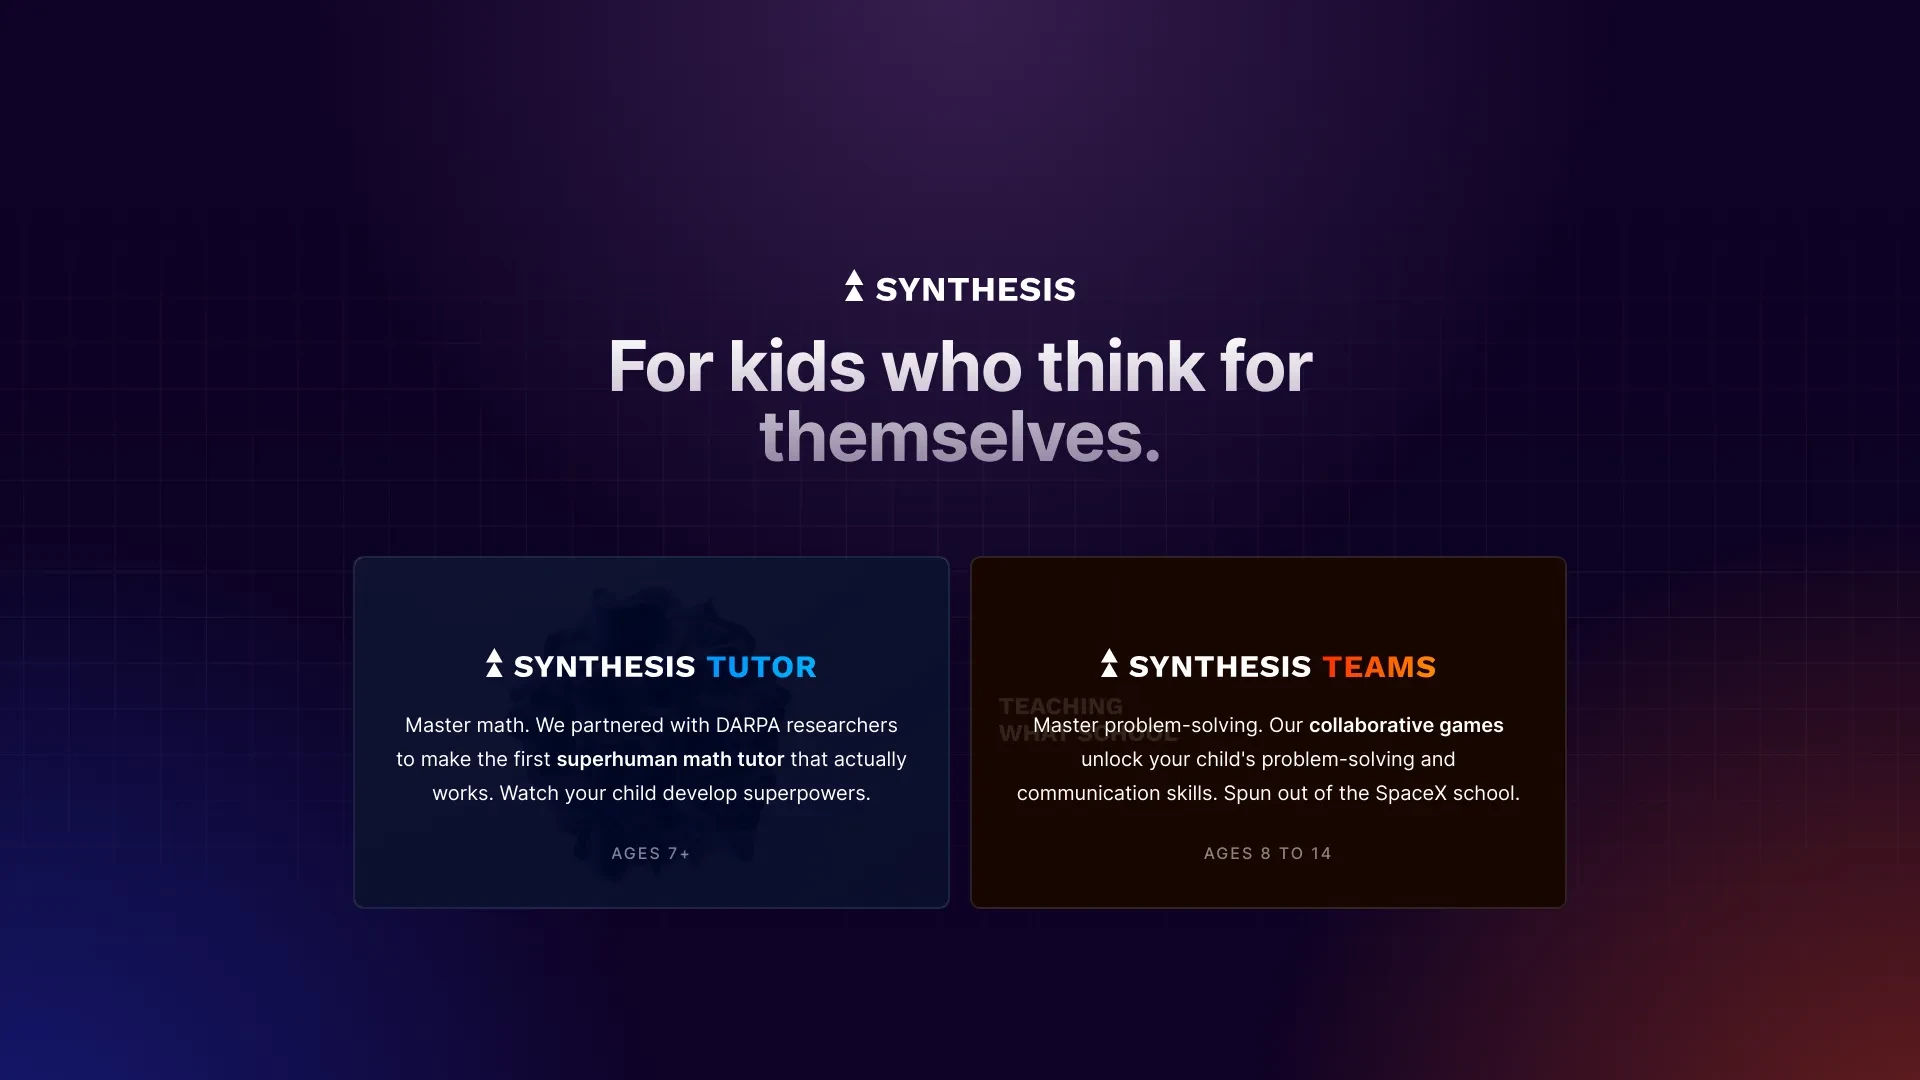 SYNTHESIS
For kids who think for
themselves.
SYNTHESIS TUTOR
Master math. We partnered with DARPA researchers
to make the first superhuman math tutor that actually
works. Watch your child develop superpowers.
AGES 7+
SYNTHESIS TEAMS
TEACHING
WHAT SCHOOL
Master problem-solving. Our collaborative games
unlock your child's problem-solving and
communication skills. Spun out of the SpaceX school.
AGES 8 TO 14